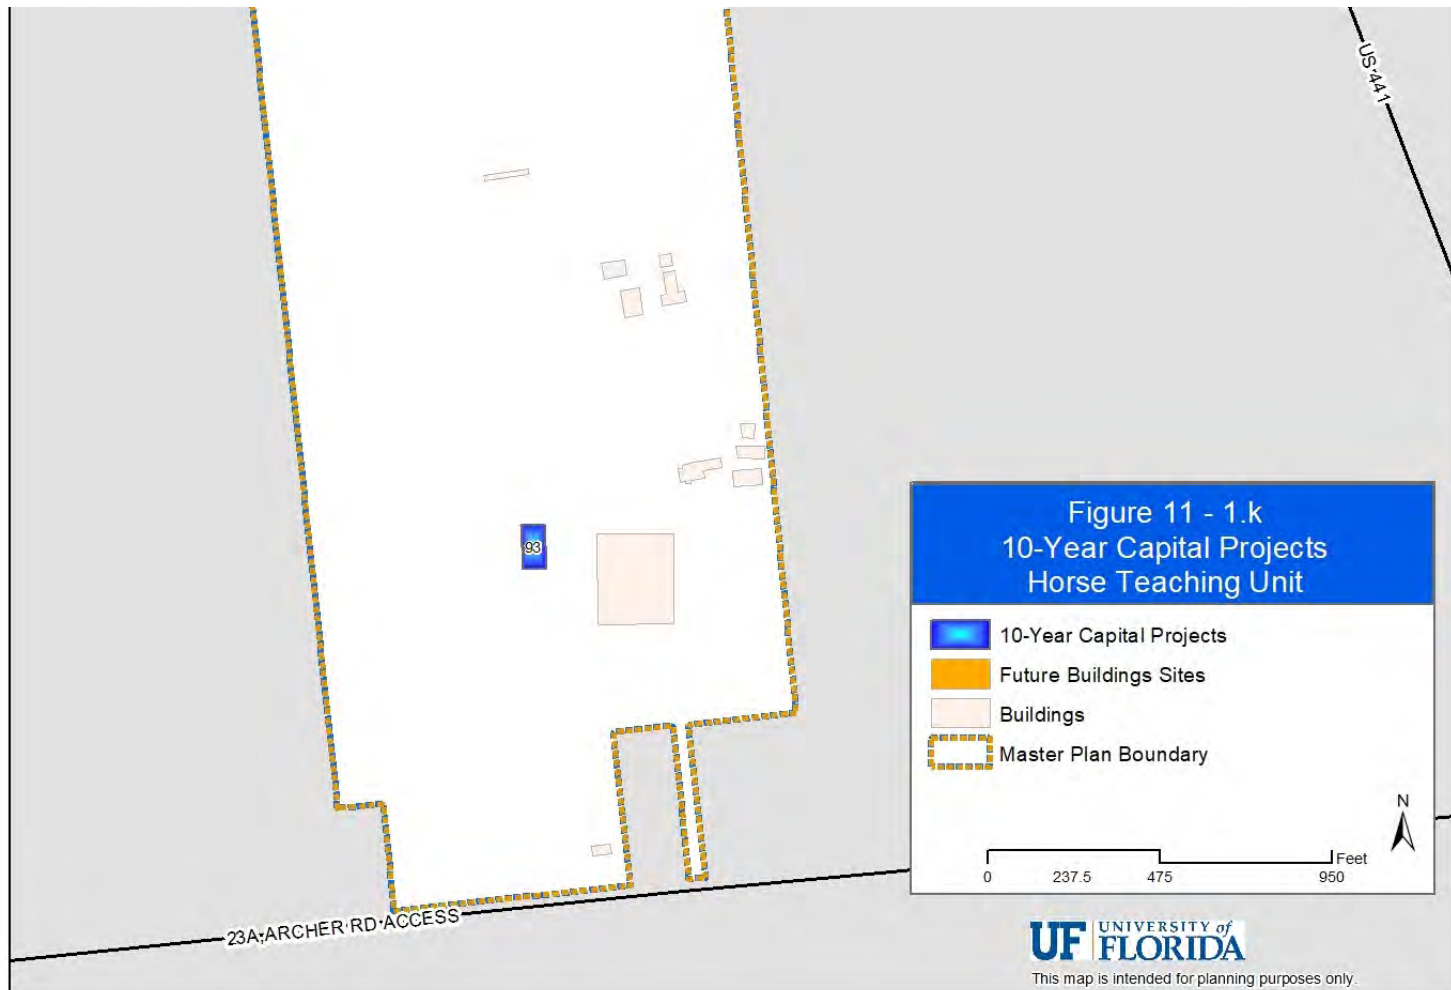 US 441
93
Figure 11 - 1.k
10-Year Capital Projects
Horse Teaching Unit
10-Year Capital Projects
Future Buildings Sites
Buildings
Master Plan Boundary
N
Feet
0 237.5 475 950
23A;ARCHER RD ACCESS
UF UNIVERSITY of
FLORIDA
This map is intended for planning purposes only.